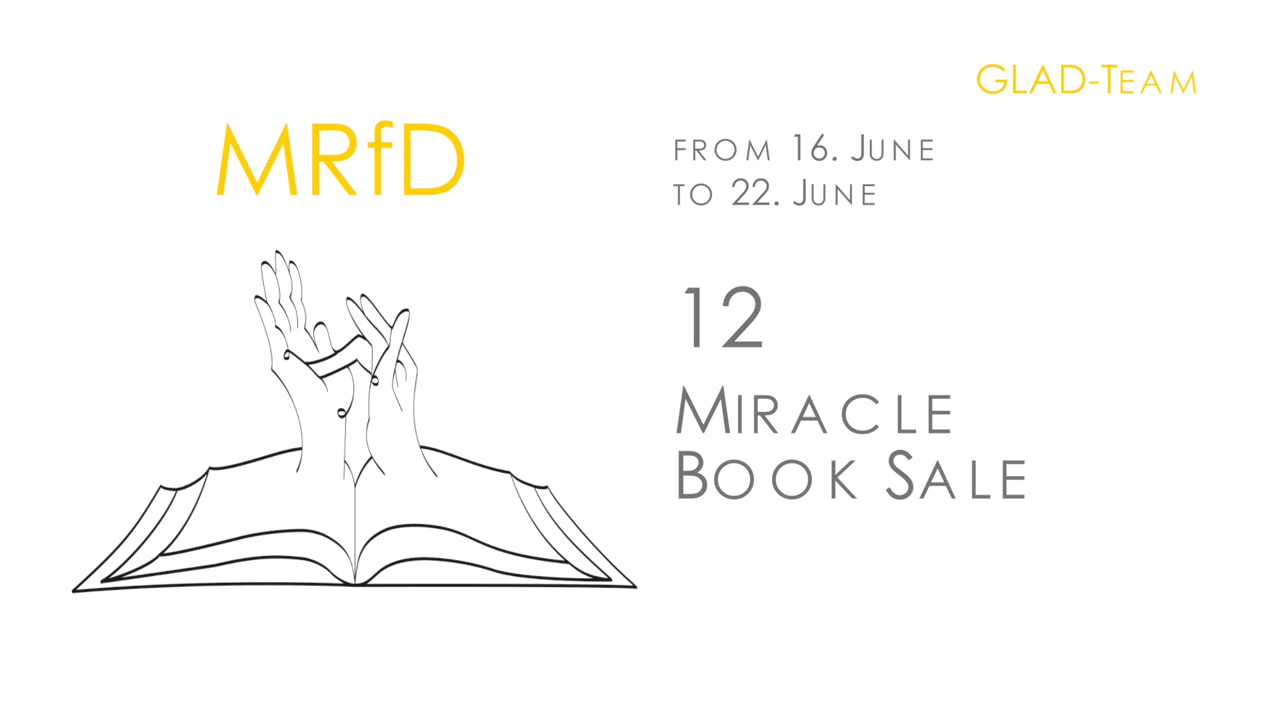 GLAD-TEAM
MRfD
FROM 16. JUNE
TO 22. JUNE
12
MIRACLE
BOOK SALE